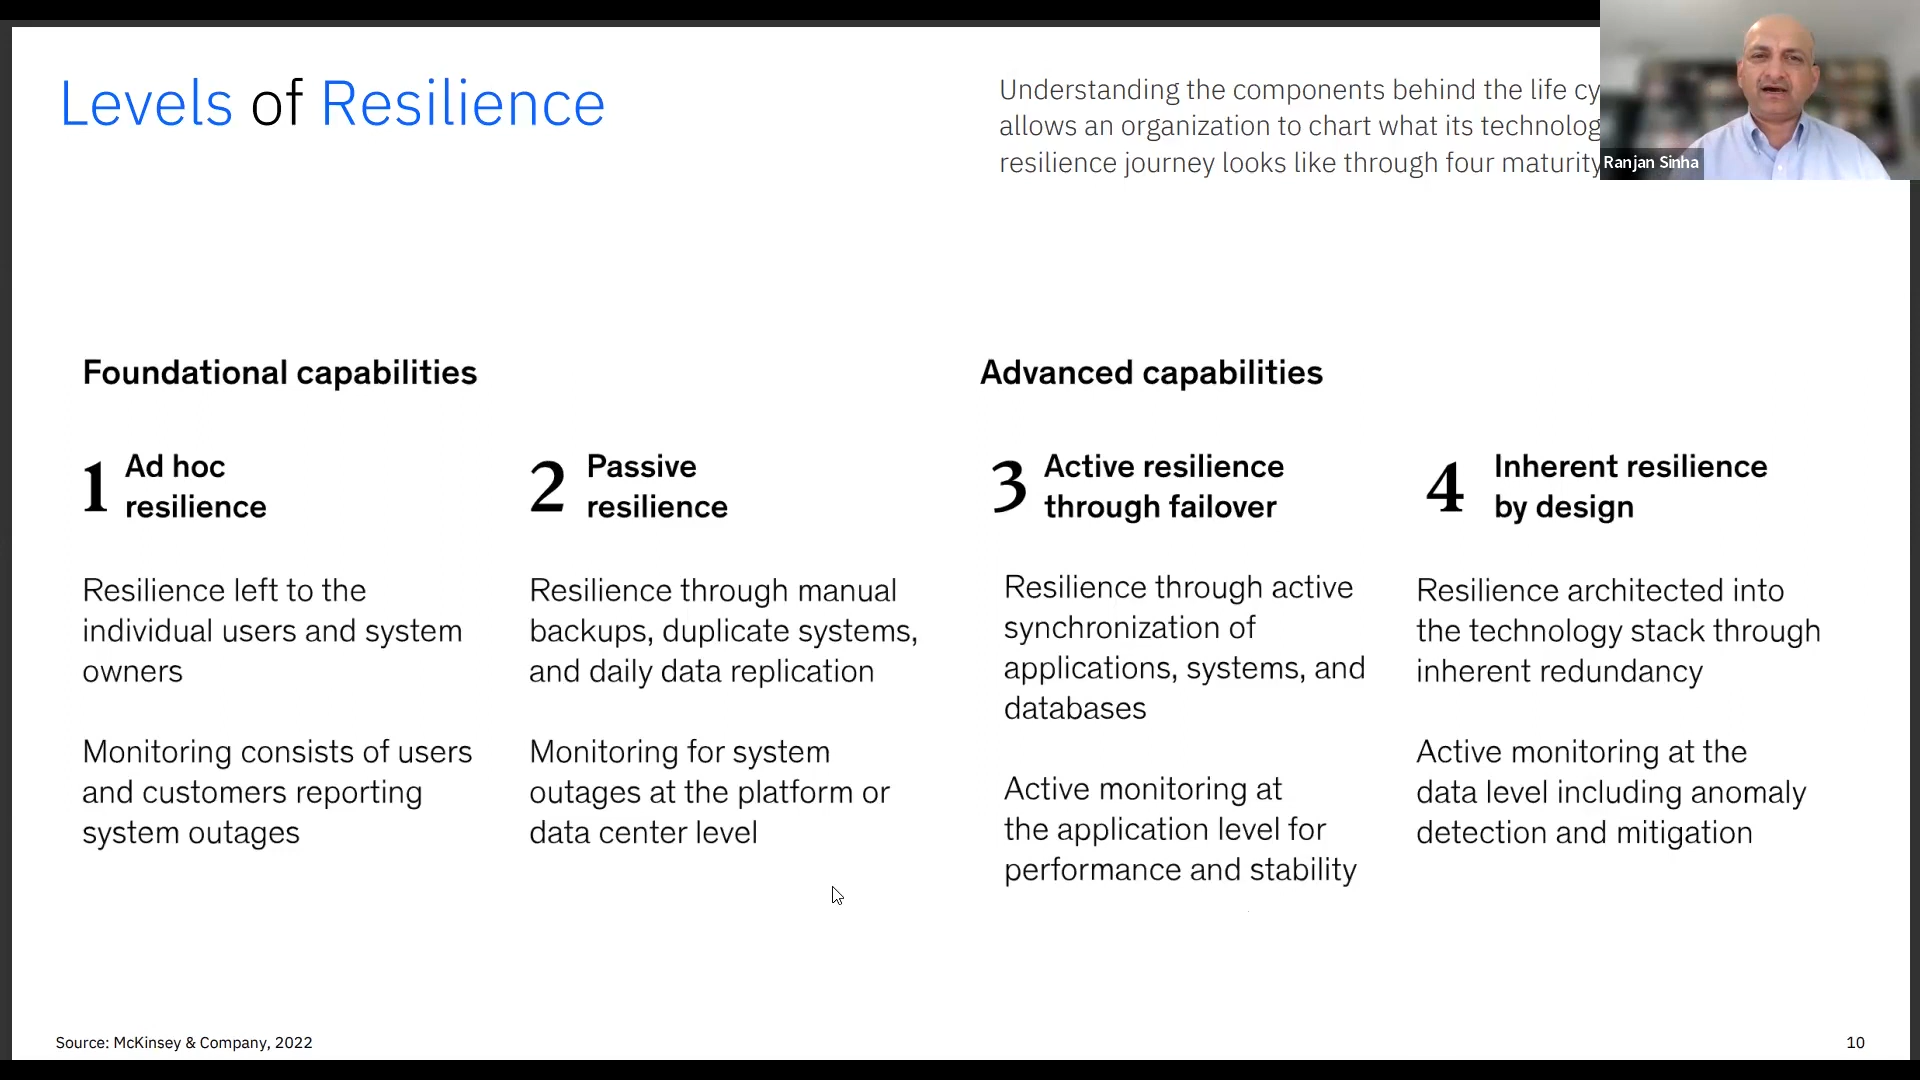 Levels of Resilience
Understanding the components behind the life
allows an organization to chart what its
resilience journey looks like through four maturity
Ranjan Sinha
Foundational capabilities
Advanced capabilities
1 Ad hoc
resilience
Resilience left to the
individual users and system
owners
Monitoring consists of users
and customers reporting
system outages
2 Passive
resilience
Resilience through manual
backups, duplicate systems,
and daily data replication
Monitoring for system
outages at the platform or
data center level
3 Active resilience
through failover
Resilience through active
synchronization of
applications, systems, and
databases
Active monitoring at
the application level for
performance and stability
4 Inherent resilience
by design
Resilience architected into
the technology stack through
inherent redundancy
Active monitoring at the
data level including anomaly
detection and mitigation
Source: McKinsey & Company, 2022
10